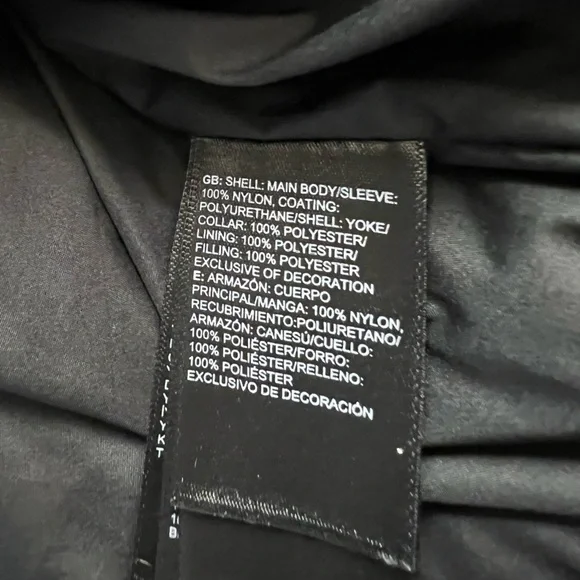 GB: SHELL: MAIN BODY/SLEEVE:
100% NYLON, COATING:
POLYURETHANE/SHELL: YOKE/
COLLAR: 100% POLYESTER/
LINING: 100% POLYESTER/
FILLING: 100% POLYESTER
EXCLUSIVE OF DECORATION
E: ARMAZÓN: CUERPO
PRINCIPAL/MANGA: 100% NYLON,
RECUBRIMIENTO:POLIURETANO/
ARMAZÓN: CANESÚ/CUELLO:
100% POLIÉSTER/FORRO:
100% POLIÉSTER/RELLENO:
100% POLIÉSTER
EXCLUSIVO DE DECORACIÓN